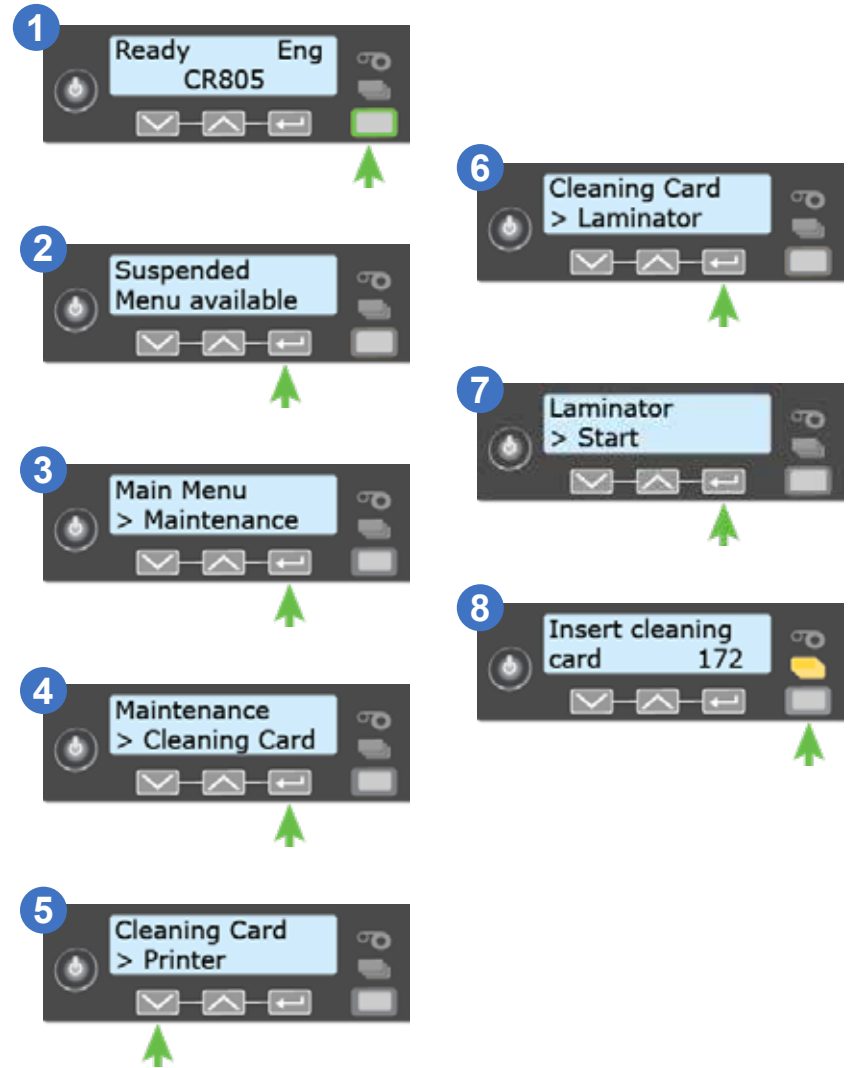 1
Ready Eng
CR805
2
Suspended
Menu available
3
Main Menu
> Maintenance
4
Maintenance
> Cleaning Card
5
Cleaning Card
> Printer
6
Cleaning Card
> Laminator
7
Laminator
> Start
8
Insert cleaning
card 172